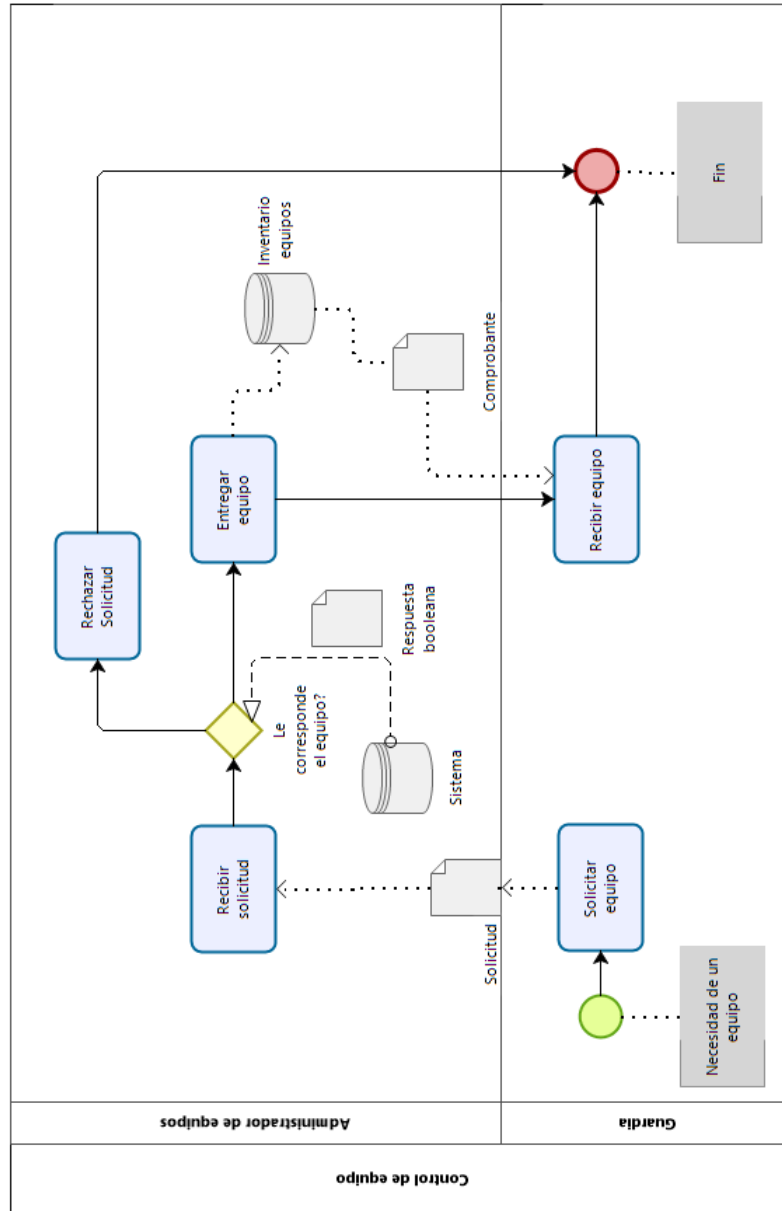 Control de equipo
Administrador de equipos
Guardia
Rechazar
Solicitud
Recibir
solicitud
Le
corresponde
el equipo?
Entregar
equipo
Inventario
equipos
Sistema
Respuesta
booleana
Comprobante
Solicitud
Solicitar
equipo
Recibir equipo
Necesidad de un
equipo
Fin